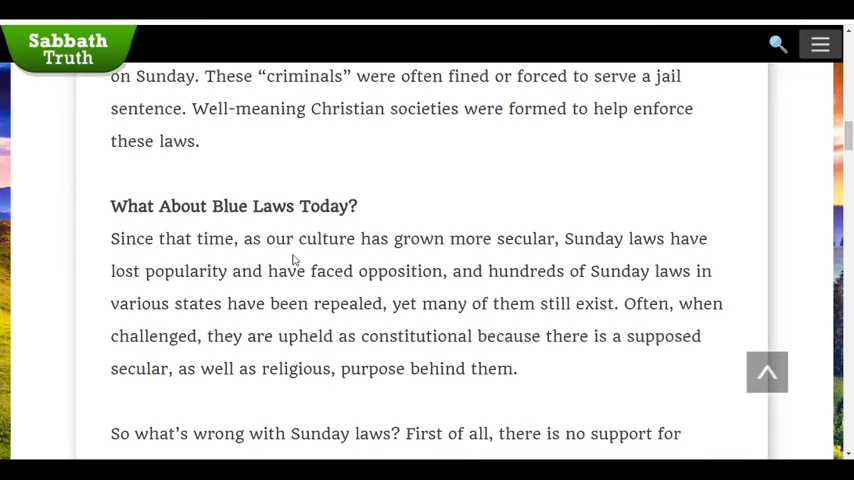 Sabbath
Truth
on Sunday. These “criminals” were often fined or forced to serve a jail
sentence. Well-meaning Christian societies were formed to help enforce
these laws.
What About Blue Laws Today?
Since that time, as our culture has grown more secular, Sunday laws have
lost popularity and have faced opposition, and hundreds of Sunday laws in
various states have been repealed, yet many of them still exist. Often, when
challenged, they are upheld as constitutional because there is a supposed
secular, as well as religious, purpose behind them.
So what’s wrong with Sunday laws? First of all, there is no support for